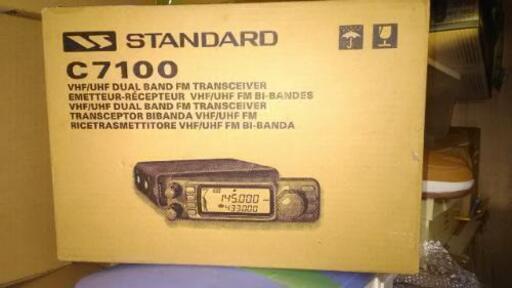 STANDARD
C7100
VHF/UHF DUAL BAND FM TRANSCEIVER
EMETTEUR-RÉCEPTEUR VHF/UHF FM BI-BANDES
VHF/UHF DUAL BAND FM TRANSCEIVER
TRANSCEPTOR BIBANDA VHF/UHF FM
RICETRASMETTITORE VHF/UHF FM BI-BANDA
145.000
433.000